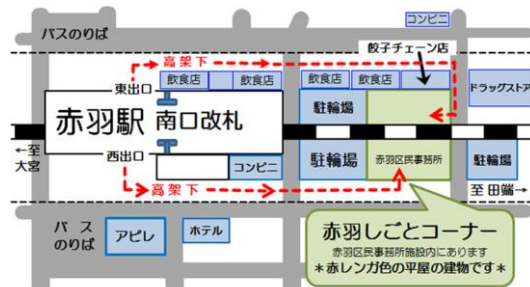 コンビニ
バスのりば
餃子チェーン店
高架下
東出口
飲食店
飲食店
飲食店
飲食店
ドラッグストア
赤羽駅
南口改札
駐輪場
←至
大宮
西出口
コンビニ
駐輪場
赤羽区民事務所
駐輪場
高架下
至 田端→
バス
のりば
アピレ
ホテル
赤羽しごとコーナー
赤羽区民事務所施設内にあります
＊赤レンガ色の平屋の建物です＊